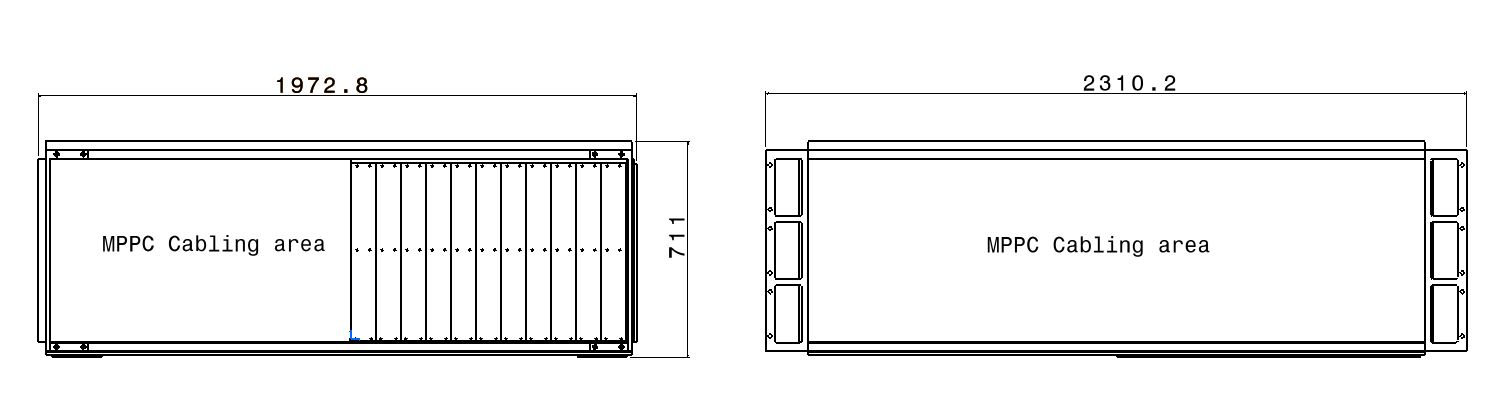 1972.8
2310.2
711
MPPC Cabling area
MPPC Cabling area